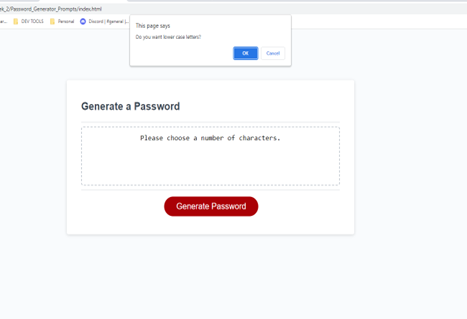 ek_2/Password_Generator_Prompts/index.html
DEV TOOLS Personal Discord | #general |...
This page says
Do you want lower case letters?
OK Cancel
Generate a Password
Please choose a number of characters.
Generate Password